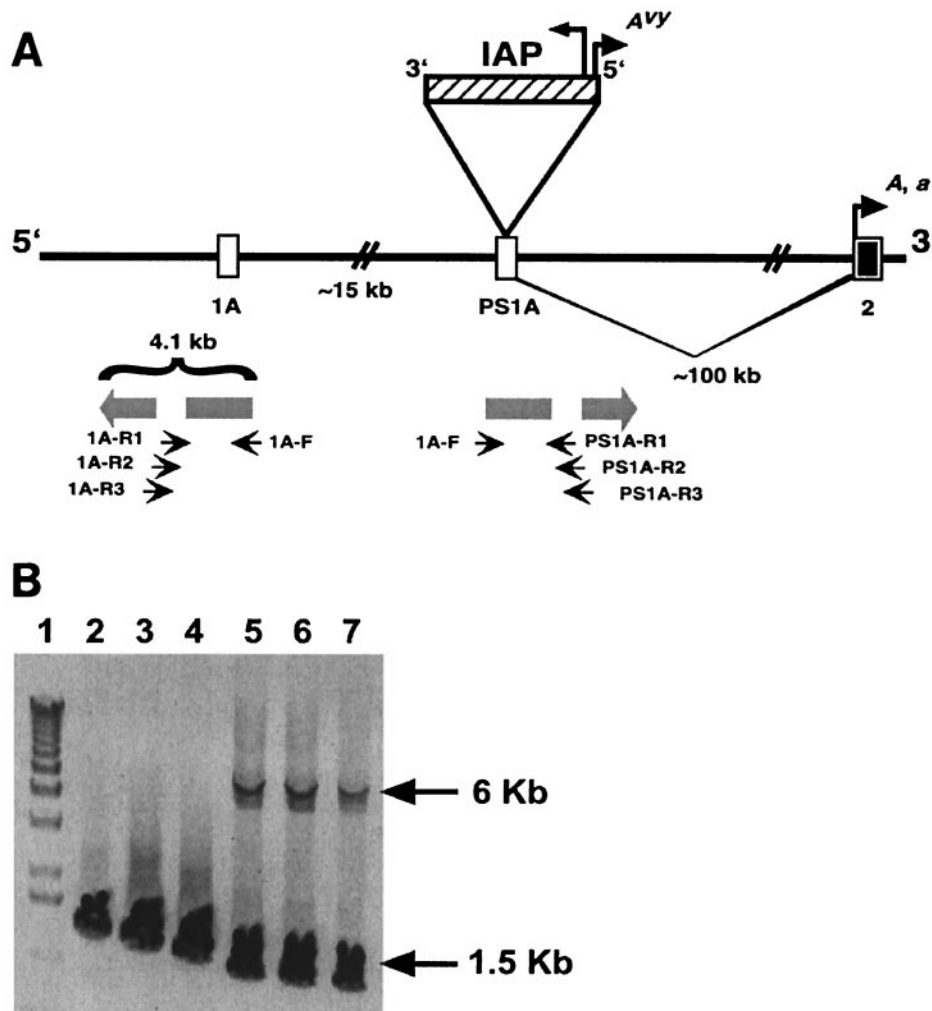 A
IAP
Avy
3‘
5‘
A, a
5‘
3
1A
~15 kb
PS1A
2
~100 kb
4.1 kb
1A-R1
1A-F
1A-F
PS1A-R1
1A-R2
PS1A-R2
1A-R3
PS1A-R3
B
1 2 3 4 5 6 7
6 Kb
1.5 Kb